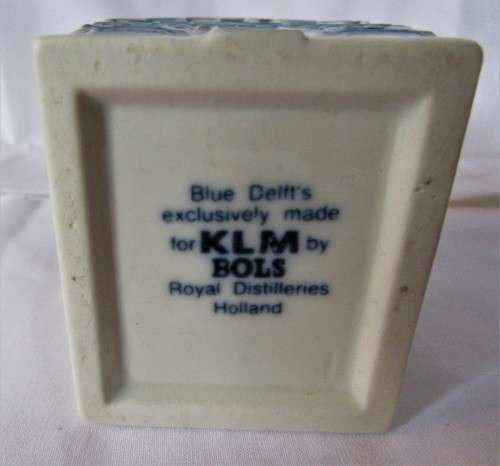 Blue Delft's
exclusively made
for KLM by
BOLS
Royal Distilleries
Holland